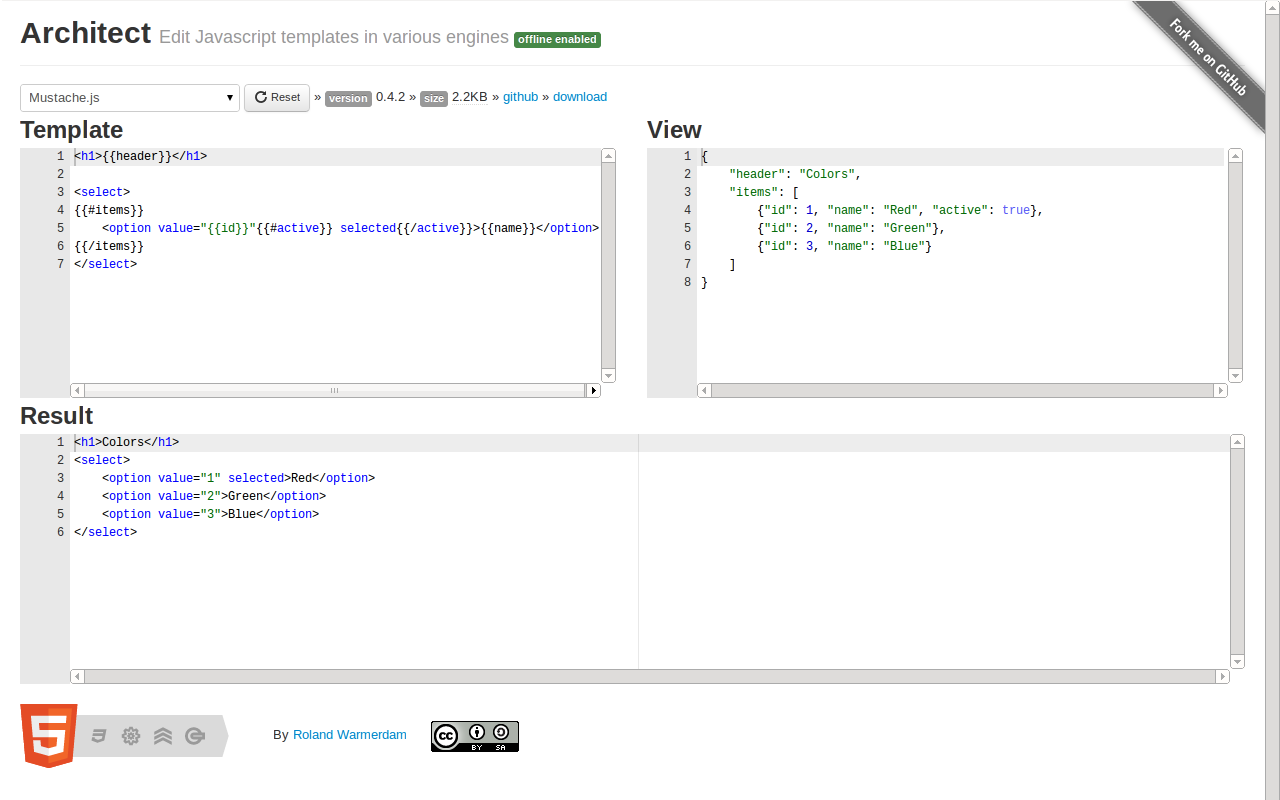 Architect Edit Javascript templates in various engines offline enabled
Fork me on GitHub
Mustache.js Reset » version 0.4.2 » size 2.2KB » github » download
Template
1 <h1>{{header}}</h1>
2
3 <select>
4 {{#items}}
5     <option value="{{id}}"{{#active}} selected{{/active}}>{{name}}</option>
6 {{/items}}
7 </select>
View
1 {
2     "header": "Colors",
3     "items": [
4         {"id": 1, "name": "Red", "active": true},
5         {"id": 2, "name": "Green"},
6         {"id": 3, "name": "Blue"}
7     ]
8 }
Result
1 <h1>Colors</h1>
2 <select>
3     <option value="1" selected>Red</option>
4     <option value="2">Green</option>
5     <option value="3">Blue</option>
6 </select>
By Roland Warmerdam
cc BY SA